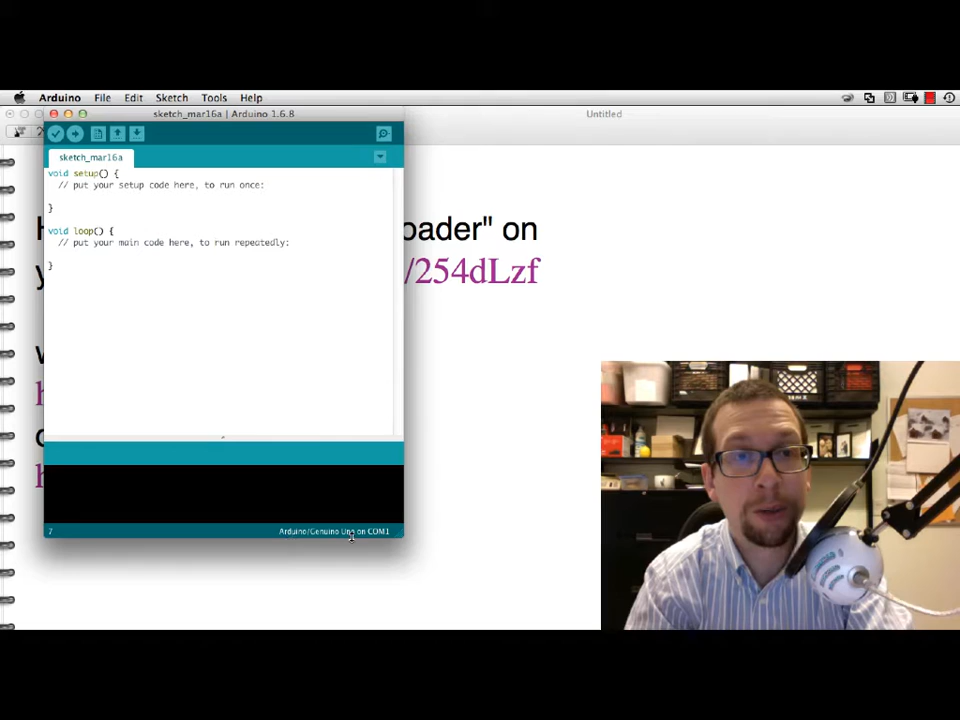 Arduino File Edit Sketch Tools Help
sketch_mar16a | Arduino 1.6.8
Untitled
sketch_mar16a
void setup() {
// put your setup code here, to run once:
}
void loop() {
// put your main code here, to run repeatedly:
}
oader" on
/254dLzf
7
Arduino/Genuino Uno on COM1